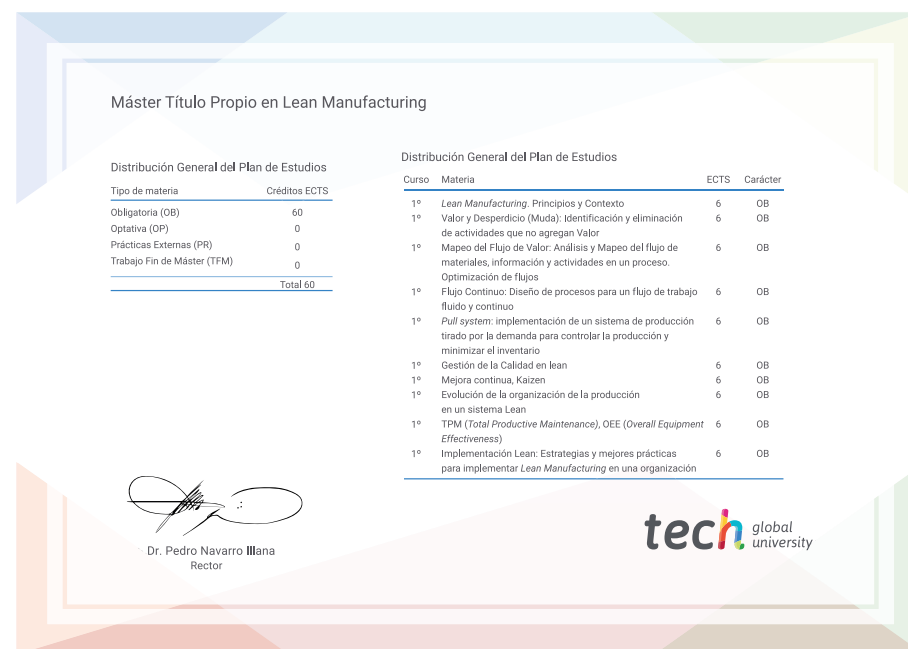 Máster Título Propio en Lean Manufacturing
Distribución General del Plan de Estudios
Tipo de materia Créditos ECTS
Obligatoria (OB) 60
Optativa (OP) 0
Prácticas Externas (PR) 0
Trabajo Fin de Máster (TFM) 0
Total 60
Distribución General del Plan de Estudios
Curso Materia ECTS Carácter
1º Lean Manufacturing. Principios y Contexto 6 OB
1º Valor y Desperdicio (Muda): Identificación y eliminación 6 OB
de actividades que no agregan Valor
1º Mapeo del Flujo de Valor: Análisis y Mapeo del flujo de 6 OB
materiales, información y actividades en un proceso.
Optimización de flujos
1º Flujo Continuo: Diseño de procesos para un flujo de trabajo 6 OB
fluido y continuo
1º Pull system: implementación de un sistema de producción 6 OB
tirado por la demanda para controlar la producción y
minimizar el inventario
1º Gestión de la Calidad en lean 6 OB
1º Mejora continua, Kaizen 6 OB
1º Evolución de la organización de la producción 6 OB
en un sistema Lean
1º TPM (Total Productive Maintenance), OEE (Overall Equipment 6 OB
Effectiveness)
1º Implementación Lean: Estrategias y mejores prácticas 6 OB
para implementar Lean Manufacturing en una organización
Dr. Pedro Navarro Illana
Rector
tech global
university